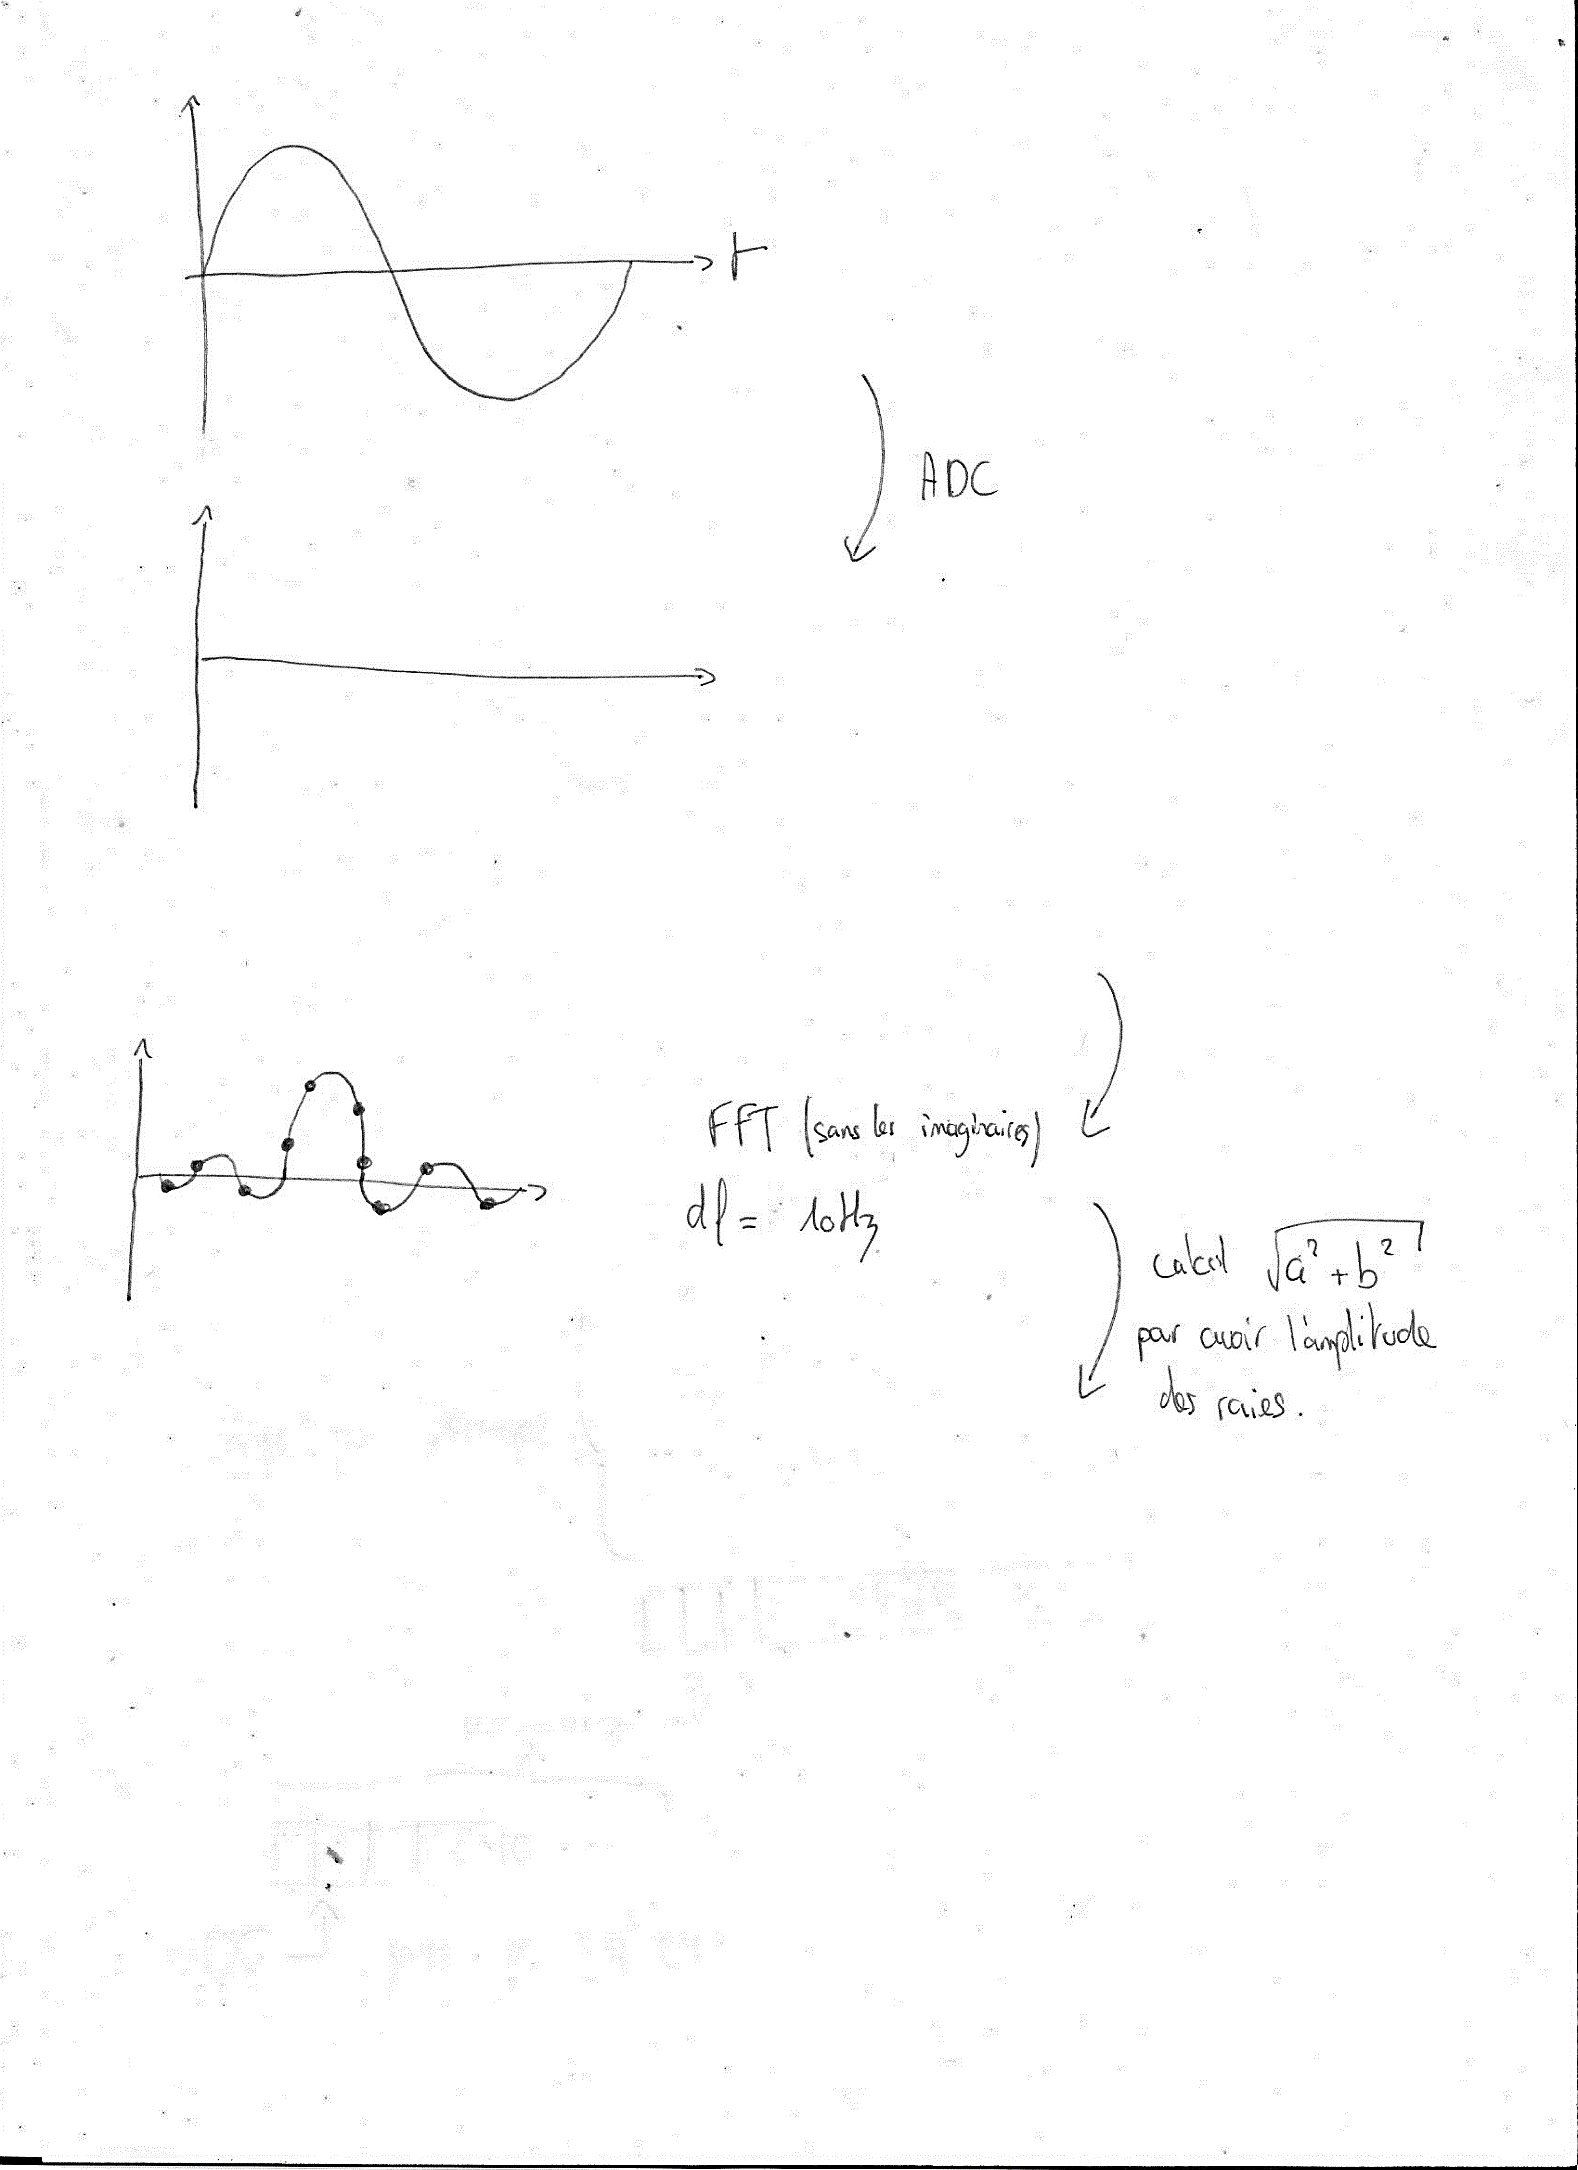 t
ADC
FFT (sans les imaginaires)
df = 10Hz
calcul √a²+b²
pour avoir l'amplitude
des raies.